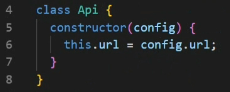 4 class Api {
5   constructor(config) {
6     this.url = config.url;
7   }
8 }